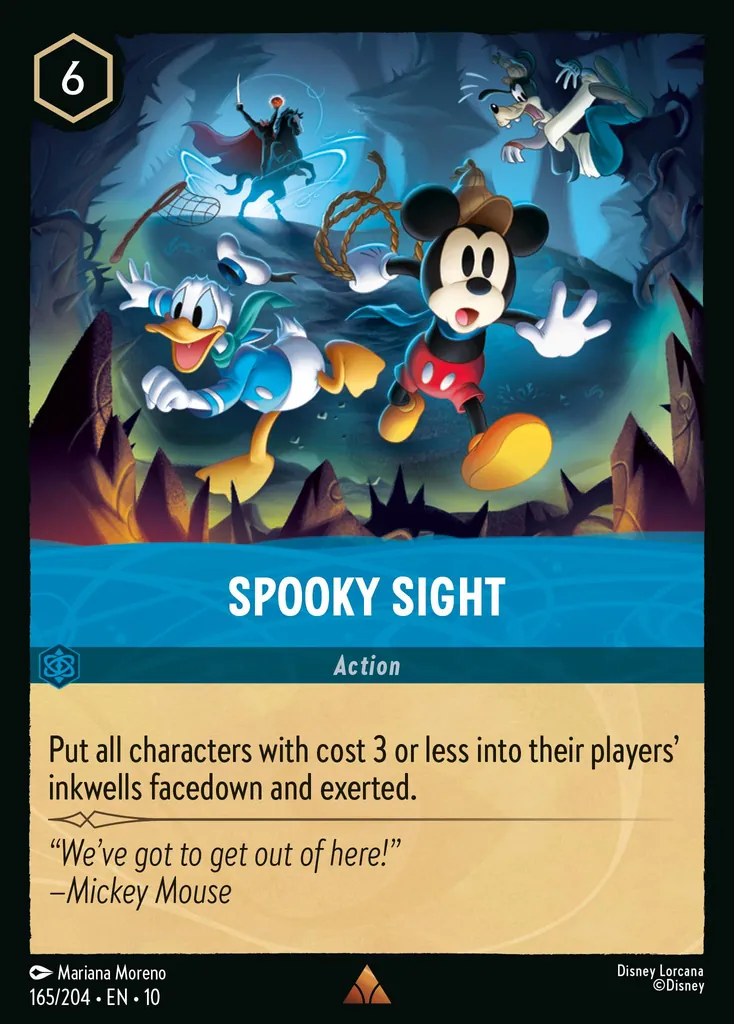 6
SPOOKY SIGHT
Action
Put all characters with cost 3 or less into their players’
inkwells facedown and exerted.
“We’ve got to get out of here!”
–Mickey Mouse
Mariana Moreno
165/204 • EN • 10
Disney Lorcana
©Disney